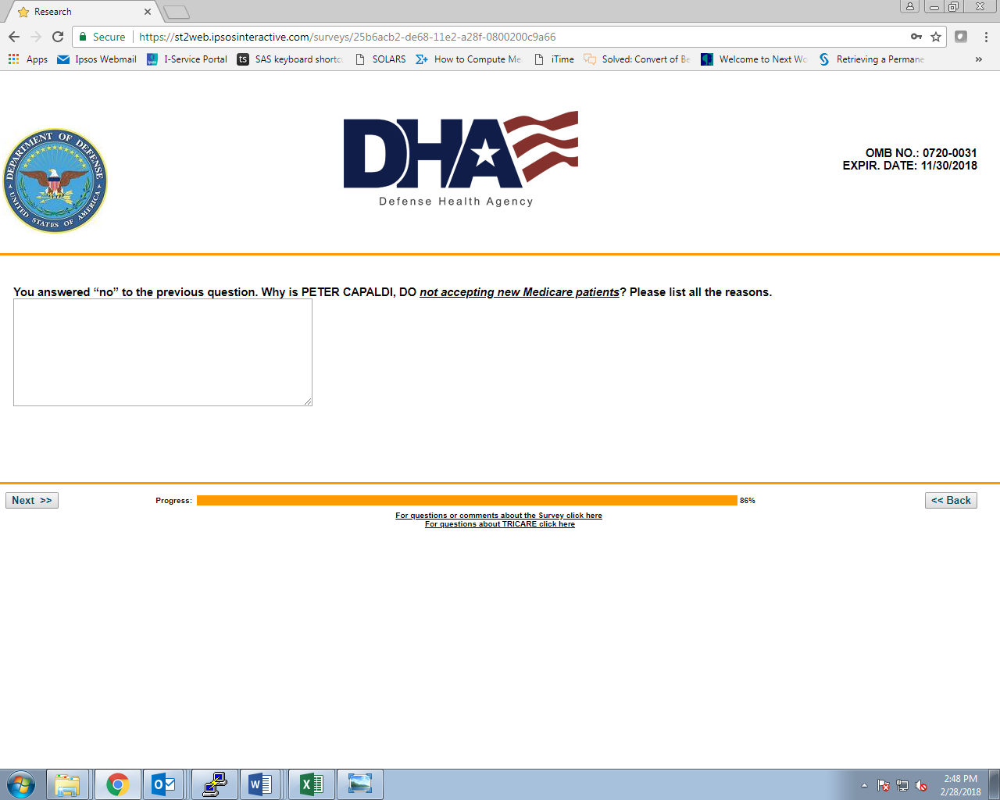 Research
Secure
https://st2web.ipsosinteractive.com/surveys/25b6acb2-de68-11e2-a28f-0800200c9a66
Apps
Ipsos Webmail
Ipsos
I-Service Portal
ts
SAS keyboard shortcu
SOLARS
How to Compute Me
iTime
Solved: Convert of Be
Welcome to Next Wo
Retrieving a Permane
»
DEPARTMENT OF DEFENSE
UNITED STATES OF AMERICA
DHA
Defense Health Agency
OMB NO.: 0720-0031
EXPIR. DATE: 11/30/2018
You answered “no” to the previous question. Why is PETER CAPALDI, DO not accepting new Medicare patients? Please list all the reasons.
Next >>
Progress:
86%
<< Back
For questions or comments about the Survey click here
For questions about TRICARE click here
2:48 PM
2/28/2018